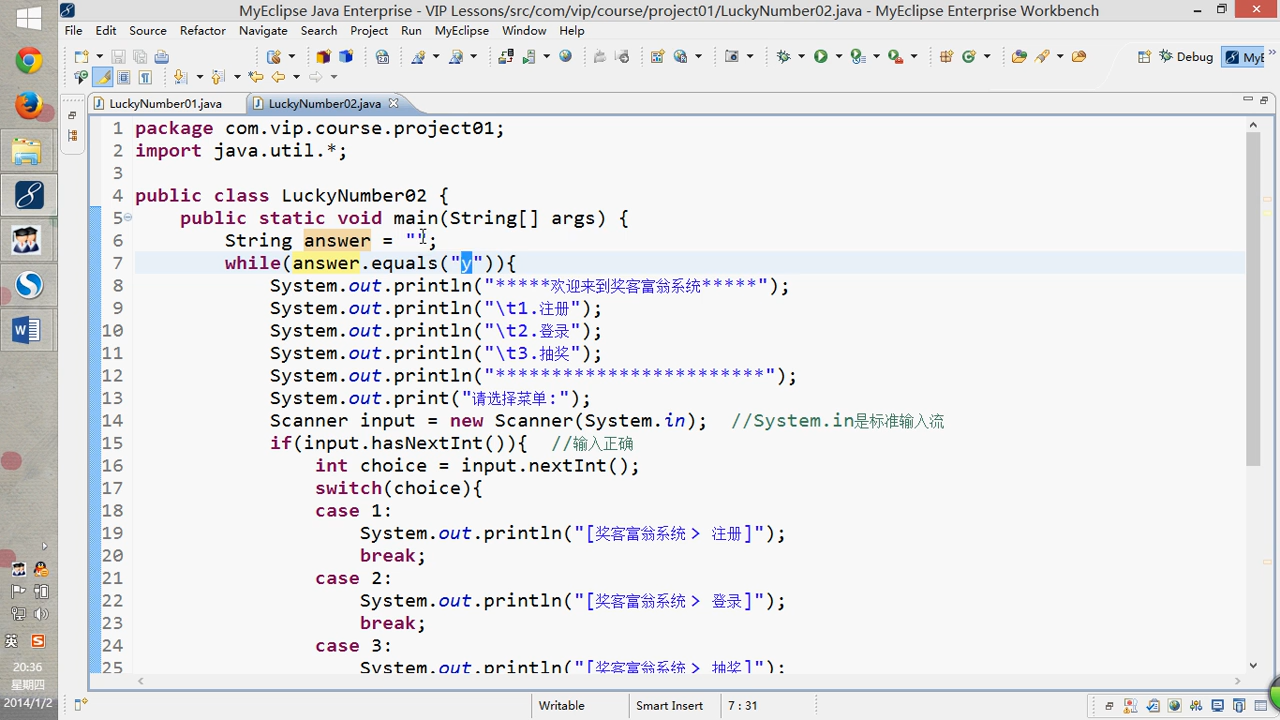 MyEclipse Java Enterprise - VIP Lessons/src/com/vip/course/project01/LuckyNumber02.java - MyEclipse Enterprise Workbench
File Edit Source Refactor Navigate Search Project Run MyEclipse Window Help
Debug MyE
LuckyNumber01.java LuckyNumber02.java
1 package com.vip.course.project01;
2 import java.util.*;
3
4 public class LuckyNumber02 {
5 public static void main(String[] args) {
6 String answer = "";
7 while(answer.equals("y")){
8 System.out.println("*****欢迎来到奖客富翁系统*****");
9 System.out.println("\t1.注册");
10 System.out.println("\t2.登录");
11 System.out.println("\t3.抽奖");
12 System.out.println("************************");
13 System.out.print("请选择菜单:");
14 Scanner input = new Scanner(System.in); //System.in是标准输入流
15 if(input.hasNextInt()){ //输入正确
16 int choice = input.nextInt();
17 switch(choice){
18 case 1:
19 System.out.println("[奖客富翁系统 > 注册]");
20 break;
21 case 2:
22 System.out.println("[奖客富翁系统 > 登录]");
23 break;
24 case 3:
25 System.out.println("[奖客富翁系统 > 抽奖]");
英
20:36
星期四
2014/1/2
Writable Smart Insert 7 : 31